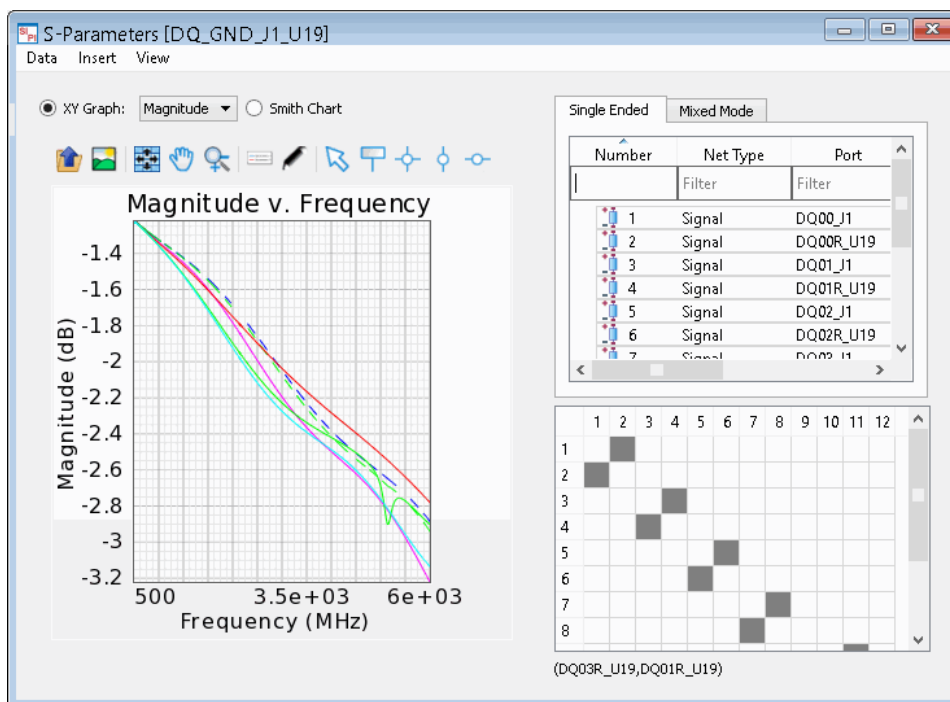 S-Parameters [DQ_GND_J1_U19]
Data Insert View
XY Graph: Magnitude Smith Chart
Single Ended Mixed Mode
Number Net Type Port
Filter Filter
1 Signal DQ00_J1
2 Signal DQ00R_U19
3 Signal DQ01_J1
4 Signal DQ01R_U19
5 Signal DQ02_J1
6 Signal DQ02R_U19
7 Signal DQ03_J1
Magnitude v. Frequency
Magnitude (dB)
-1.4
-1.6
-1.8
-2
-2.2
-2.4
-2.6
-2.8
-3
-3.2
500 3.5e+03 6e+03
Frequency (MHz)
1 2 3 4 5 6 7 8 9 10 11 12
1
2
3
4
5
6
7
8
(DQ03R_U19,DQ01R_U19)